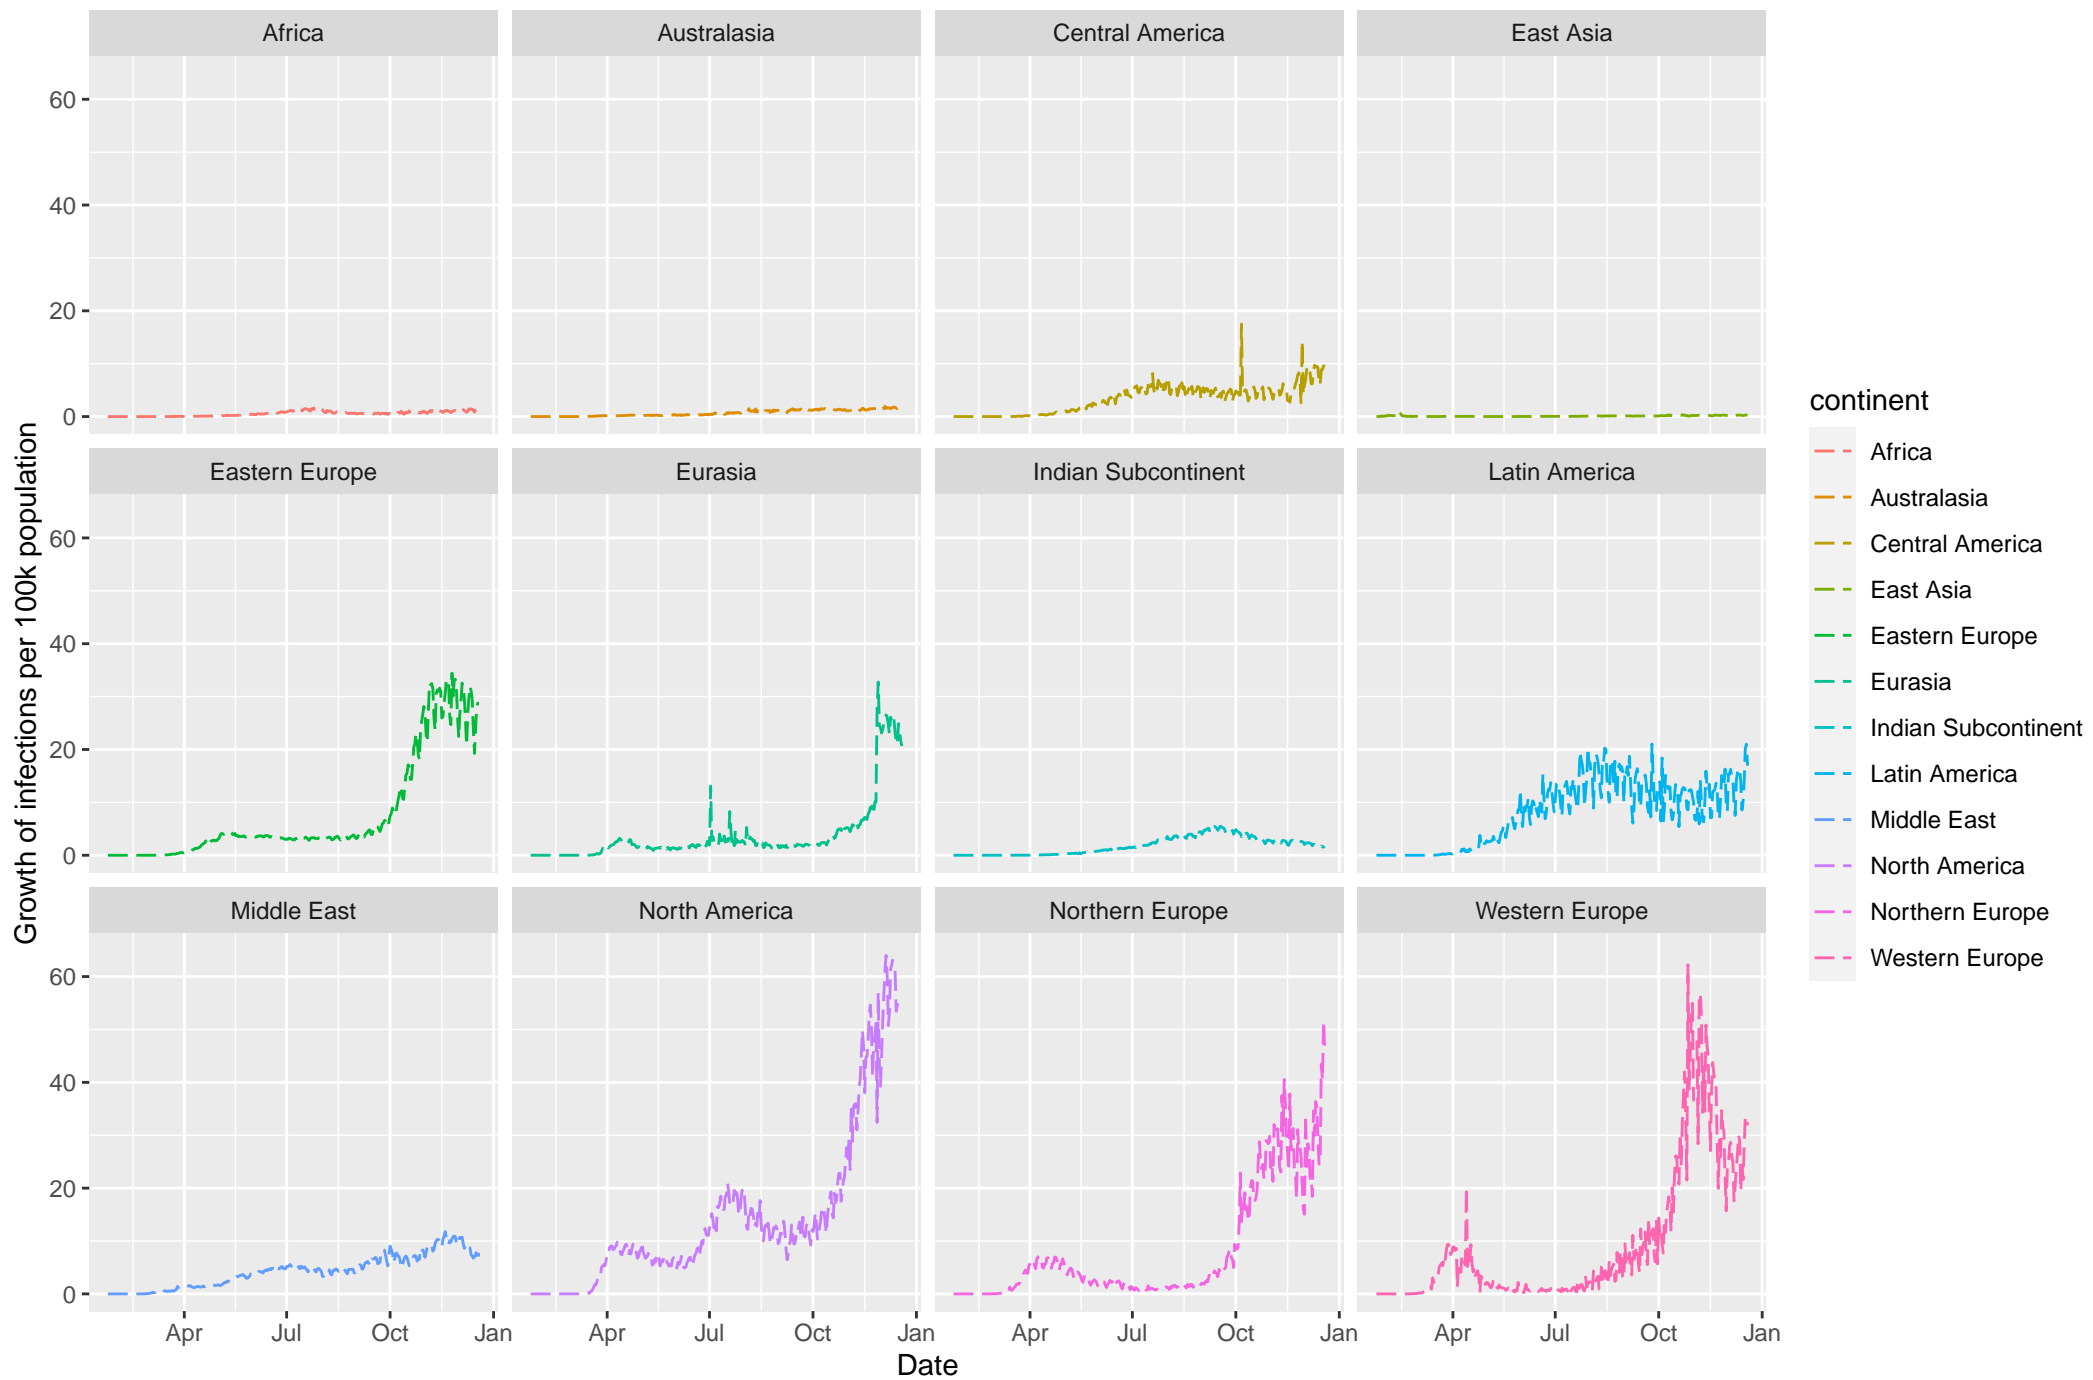 Africa
Australasia
Central America
East Asia
60
40
20
0
Eastern Europe
Eurasia
Indian Subcontinent
Latin America
60
40
20
0
Middle East
North America
Northern Europe
Western Europe
60
40
20
0
Apr Jul Oct Jan
Apr Jul Oct Jan
Apr Jul Oct Jan
Apr Jul Oct Jan
Date
Growth of infections per 100k population
continent
Africa
Australasia
Central America
East Asia
Eastern Europe
Eurasia
Indian Subcontinent
Latin America
Middle East
North America
Northern Europe
Western Europe